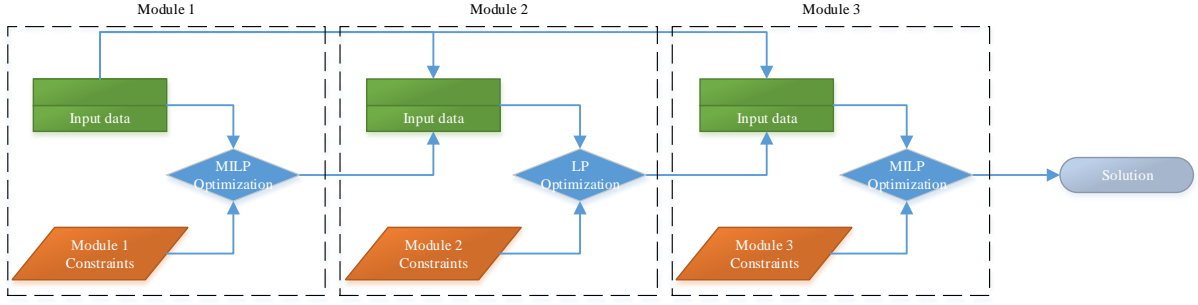 Module 1
Module 2
Module 3
Input data
Input data
Input data
MILP
Optimization
LP
Optimization
MILP
Optimization
Solution
Module 1
Constraints
Module 2
Constraints
Module 3
Constraints